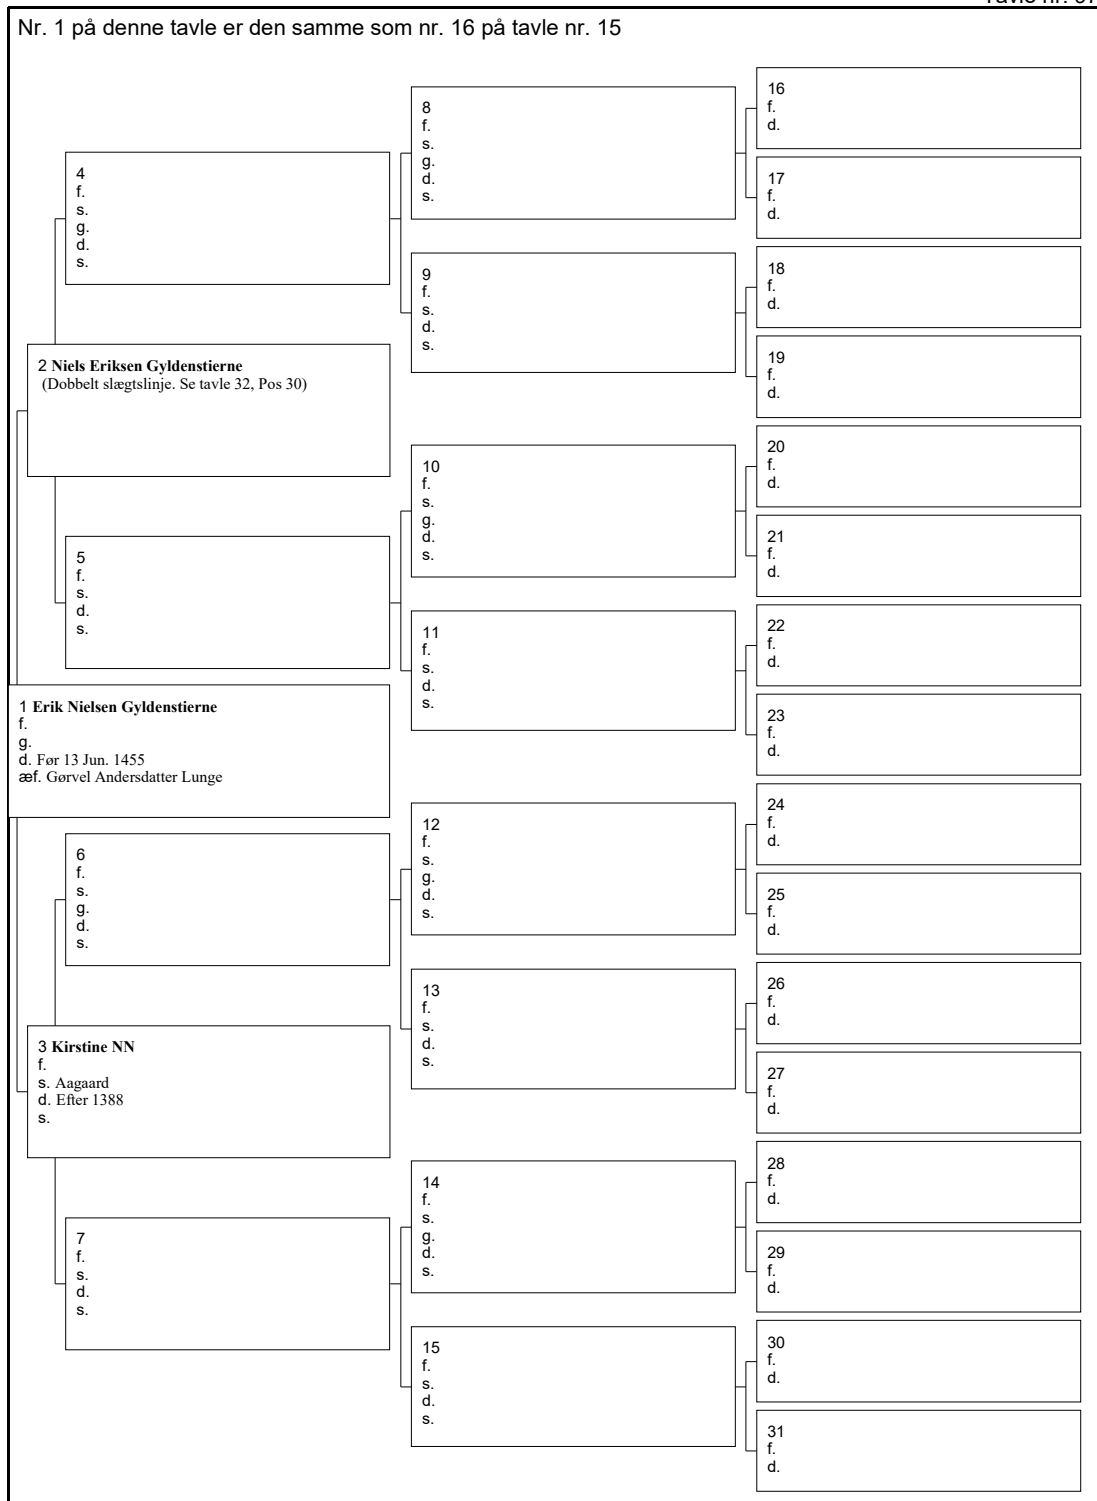 Nr. 1 på denne tavle er den samme som nr. 16 på tavle nr. 15
16
f.
d.
8
f.
s.
g.
d.
s.
17
f.
d.
4
f.
s.
g.
d.
s.
18
f.
d.
9
f.
s.
d.
s.
19
f.
d.
2 Niels Eriksen Gyldenstierne
(Dobbelt slægtslinje. Se tavle 32, Pos 30)
20
f.
d.
10
f.
s.
g.
d.
s.
21
f.
d.
5
f.
s.
d.
s.
22
f.
d.
11
f.
s.
d.
s.
23
f.
d.
1 Erik Nielsen Gyldenstierne
f.
g.
d. Før 13 Jun. 1455
æf. Gørvel Andersdatter Lunge
24
f.
d.
12
f.
s.
g.
d.
s.
25
f.
d.
6
f.
s.
g.
d.
s.
26
f.
d.
13
f.
s.
d.
s.
27
f.
d.
3 Kirstine NN
f.
s. Aagaard
d. Efter 1388
s.
28
f.
d.
14
f.
s.
g.
d.
s.
29
f.
d.
7
f.
s.
d.
s.
30
f.
d.
15
f.
s.
d.
s.
31
f.
d.